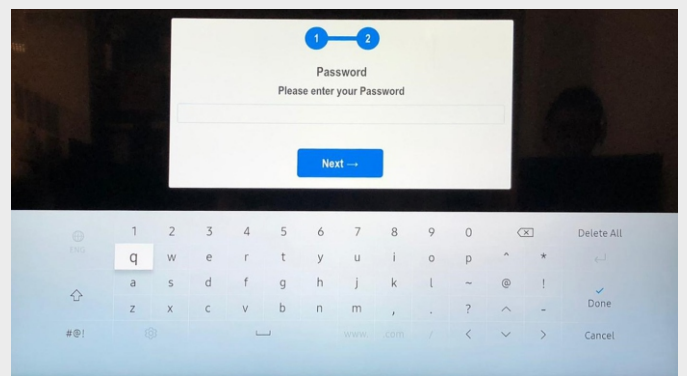 1 2
Password
Please enter your Password
Next →
1 2 3 4 5 6 7 8 9 0 Delete All
ENG
q w e r t y u i o p ^ *
a s d f g h j k l ~ @ !
z x c v b n m , . ? ^ - Done
#@! www. .com / < > Cancel